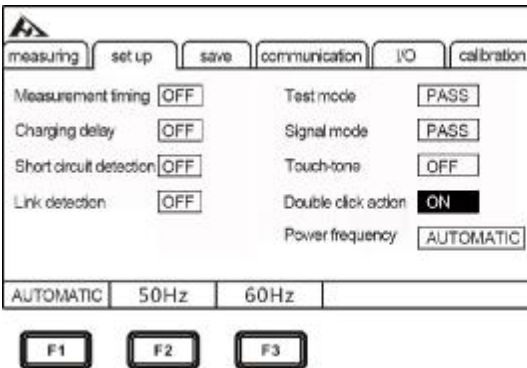 measuring set up save communication I/O calibration
Measurement timing OFF Test mode PASS
Charging delay OFF Signal mode PASS
Short circuit detection OFF Touch-tone OFF
Link detection OFF Double click action ON
Power frequency AUTOMATIC
AUTOMATIC 50Hz 60Hz
F1 F2 F3